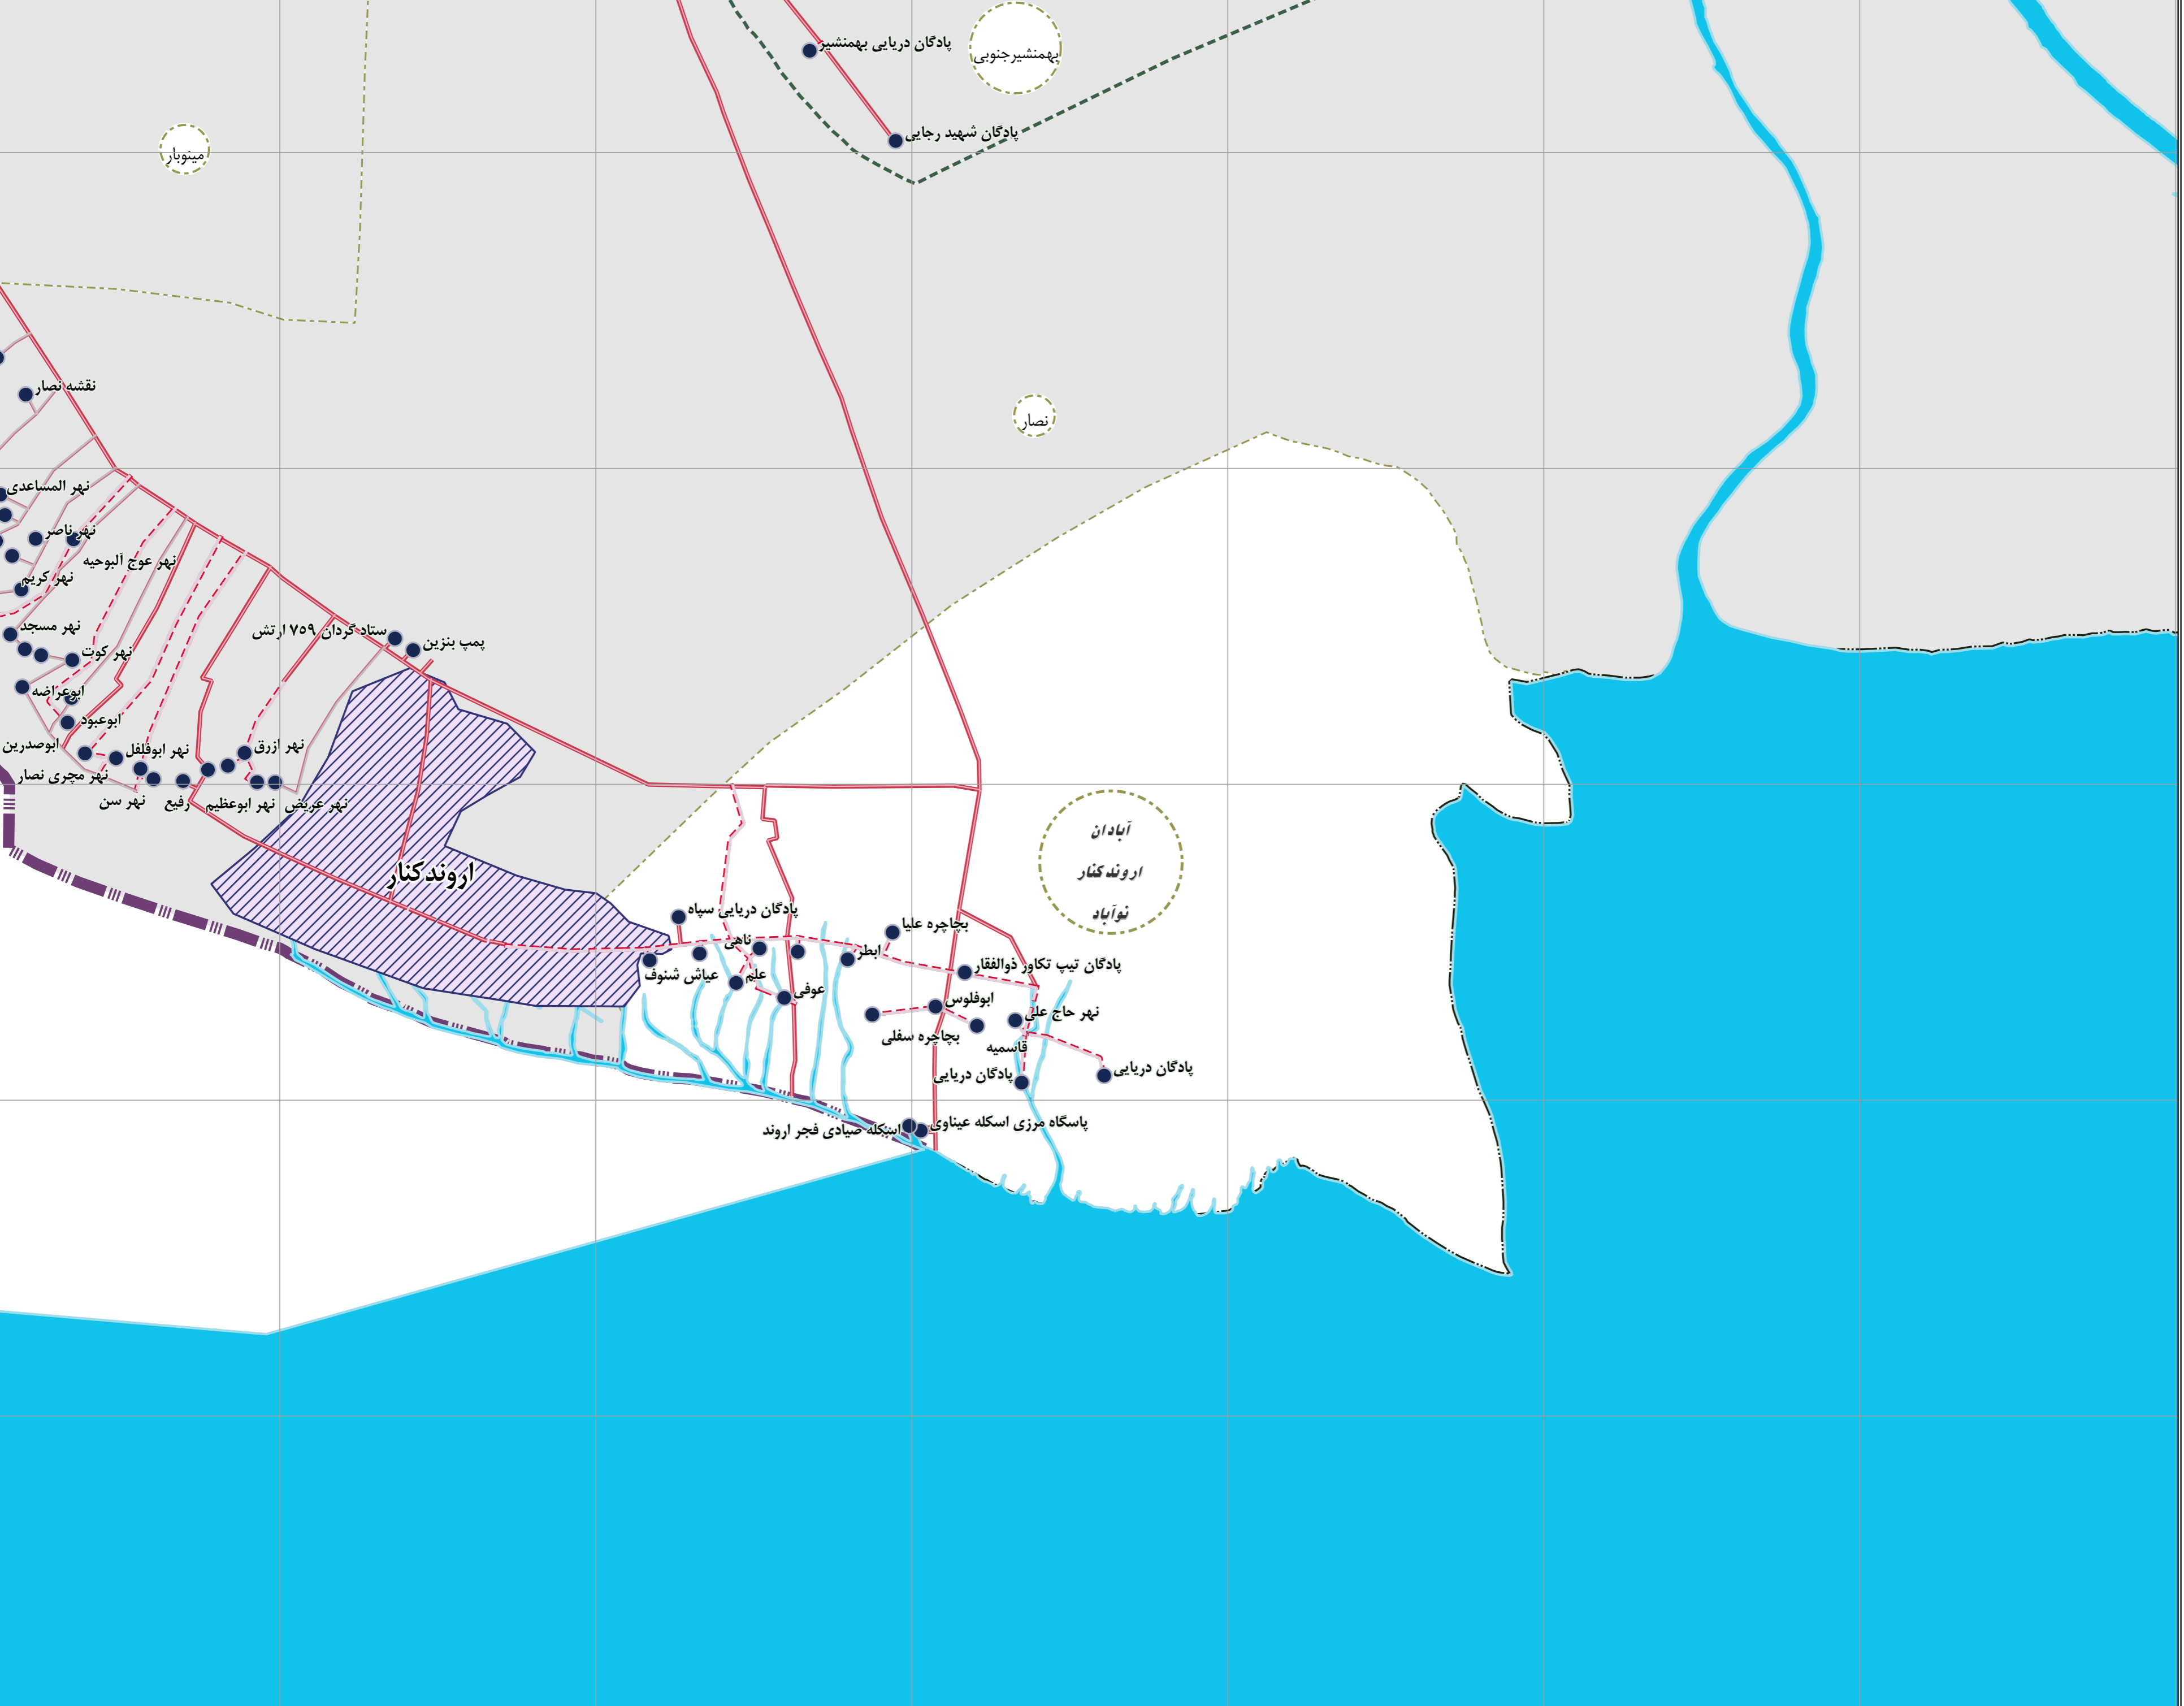 پادگان دریایی بهمنشیر
بهمنشیرجنوبی
پادگان شهید رجایی
مینوبار
نقشه نصار
نصار
نهر المساعدی
نهر ناصر
نهر عوج آلبوحیه
نهر کریم
نهر مسجد
ستاد گردان ۷۵۹ ارتش
پمپ بنزین
نهر کوت
ابوعراضه
ابوعبود
ابوصدرین
نهر ابوفلفل
نهر ازرق
نهر مجری نصار
نهر سن
رفیع
نهر ابوعظیم
نهر عریض
آبادان
اروندکنار
نوآباد
اروندکنار
پادگان دریایی سپاه
بچاچره علیا
ناهی
ابطر
پادگان تیپ تکاور ذوالفقار
عیاش شنوف
علم
عوفی
ابوفلوس
نهر حاج علی
بچاچره سفلی
قاسمیه
پادگان دریایی
پادگان دریایی
پاسگاه مرزی اسکله عیناوی
اسکله صیادی فجر اروند